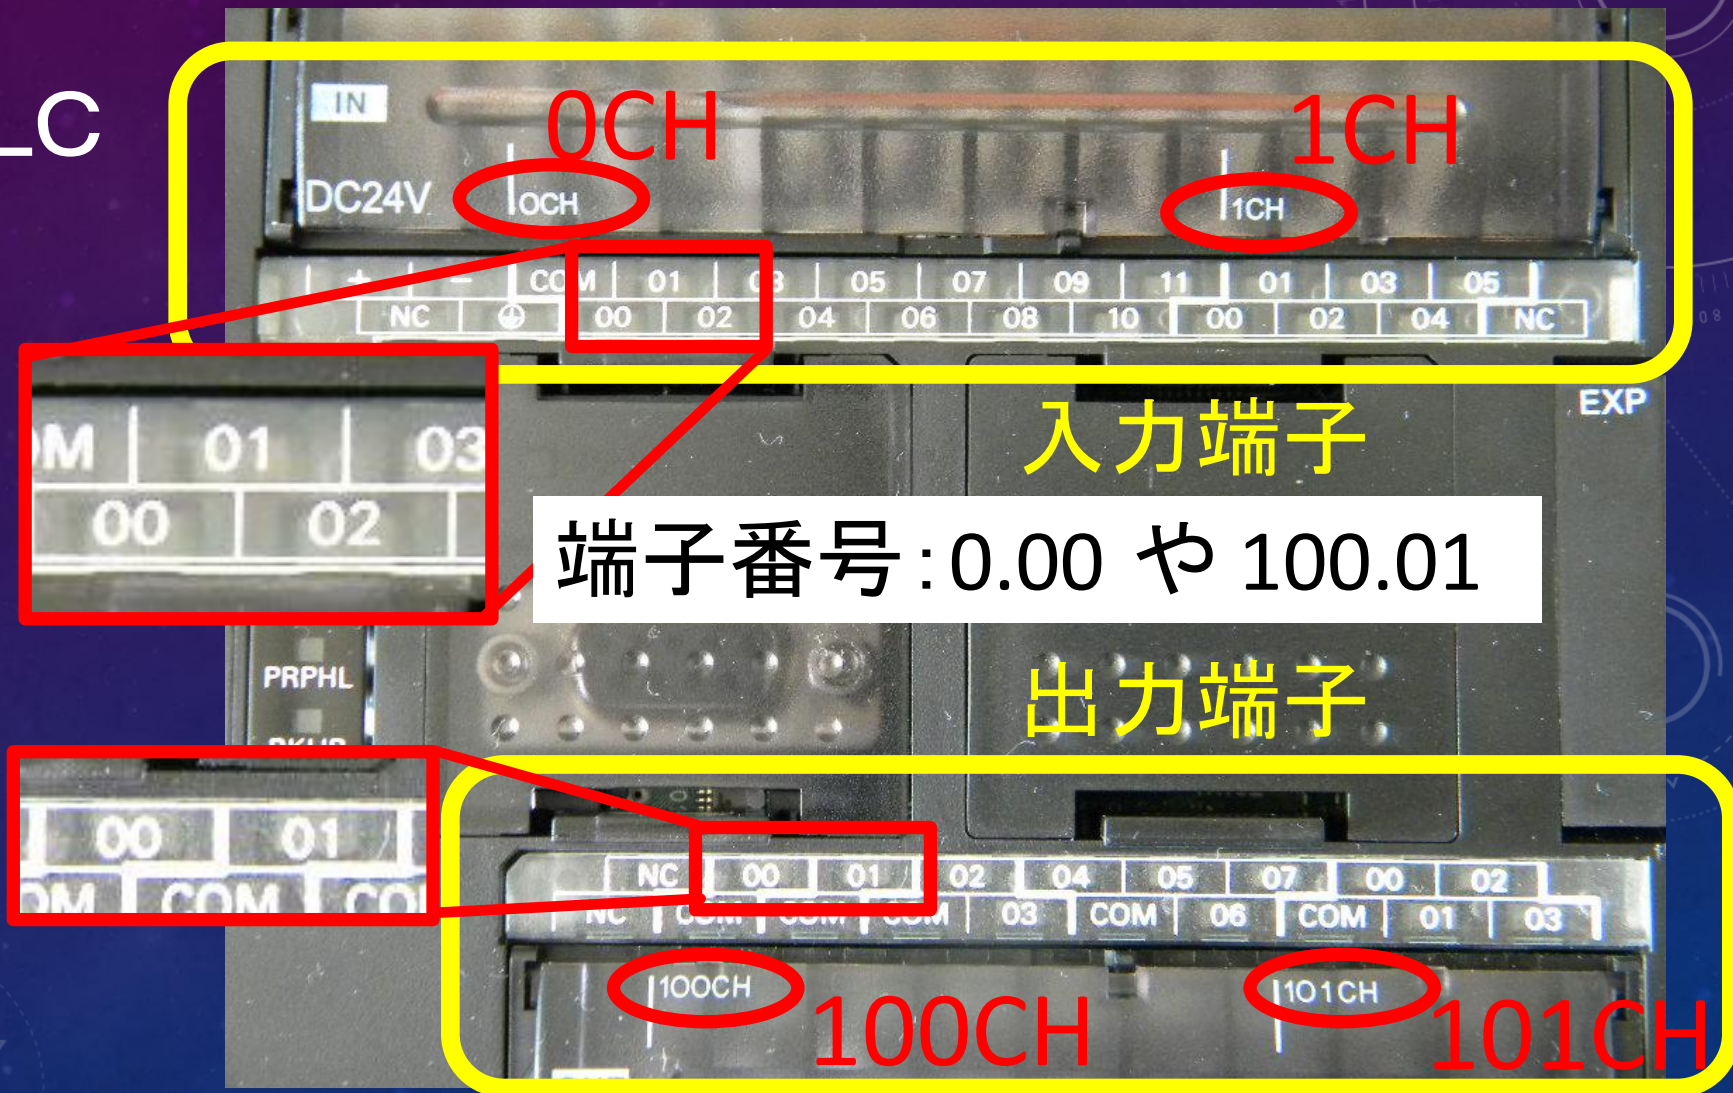 LC
IN
0CH
1CH
DC24V
0CH
1CH
+ - COM 01 03 05 07 09 11 01 03 05
NC 00 02 04 06 08 10 00 02 04 NC
EXP
OM 01 03
00 02
入力端子
端子番号:0.00 や 100.01
PRPHL
出力端子
00 01
OM COM CO
NC 00 01 02 04 05 07 00 02
NC COM COM COM 03 COM 06 COM 01 03
100CH
101CH
100CH
101CH